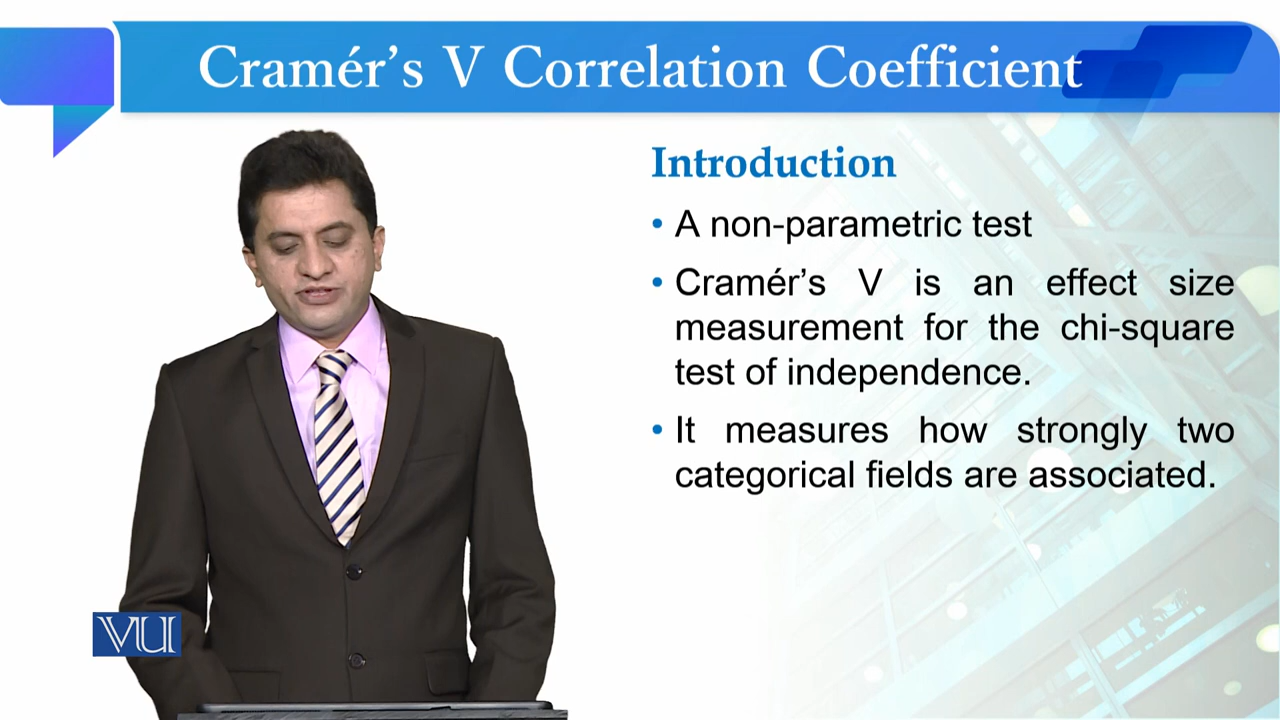 Cramér’s V Correlation Coefficient
Introduction
• A non-parametric test
• Cramér’s V is an effect size
measurement for the chi-square
test of independence.
• It measures how strongly two
categorical fields are associated.
VU